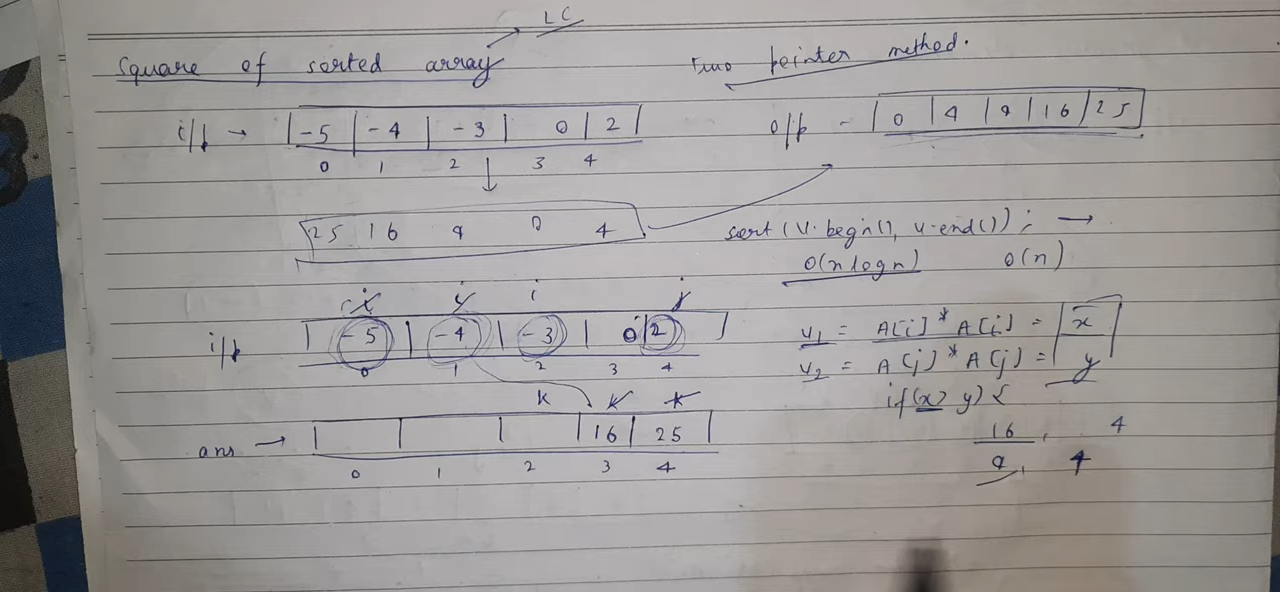 LC
Square of sorted array
Two pointer method.
i/p → -5 -4 -3 0 2
0 1 2 3 4
o/p - 0 4 9 16 25
25 16 9 0 4
sort (v.begin(), v.end()); →
O(n logn) O(n)
i i i j
i/p -5 -4 -3 0 2
0 1 2 3 4
v1 = A[i] * A[i] = x
v2 = A[j] * A[j] = y
if(x > y) {
k k k
ans → 16 25
0 1 2 3 4
16, 4
9, 4